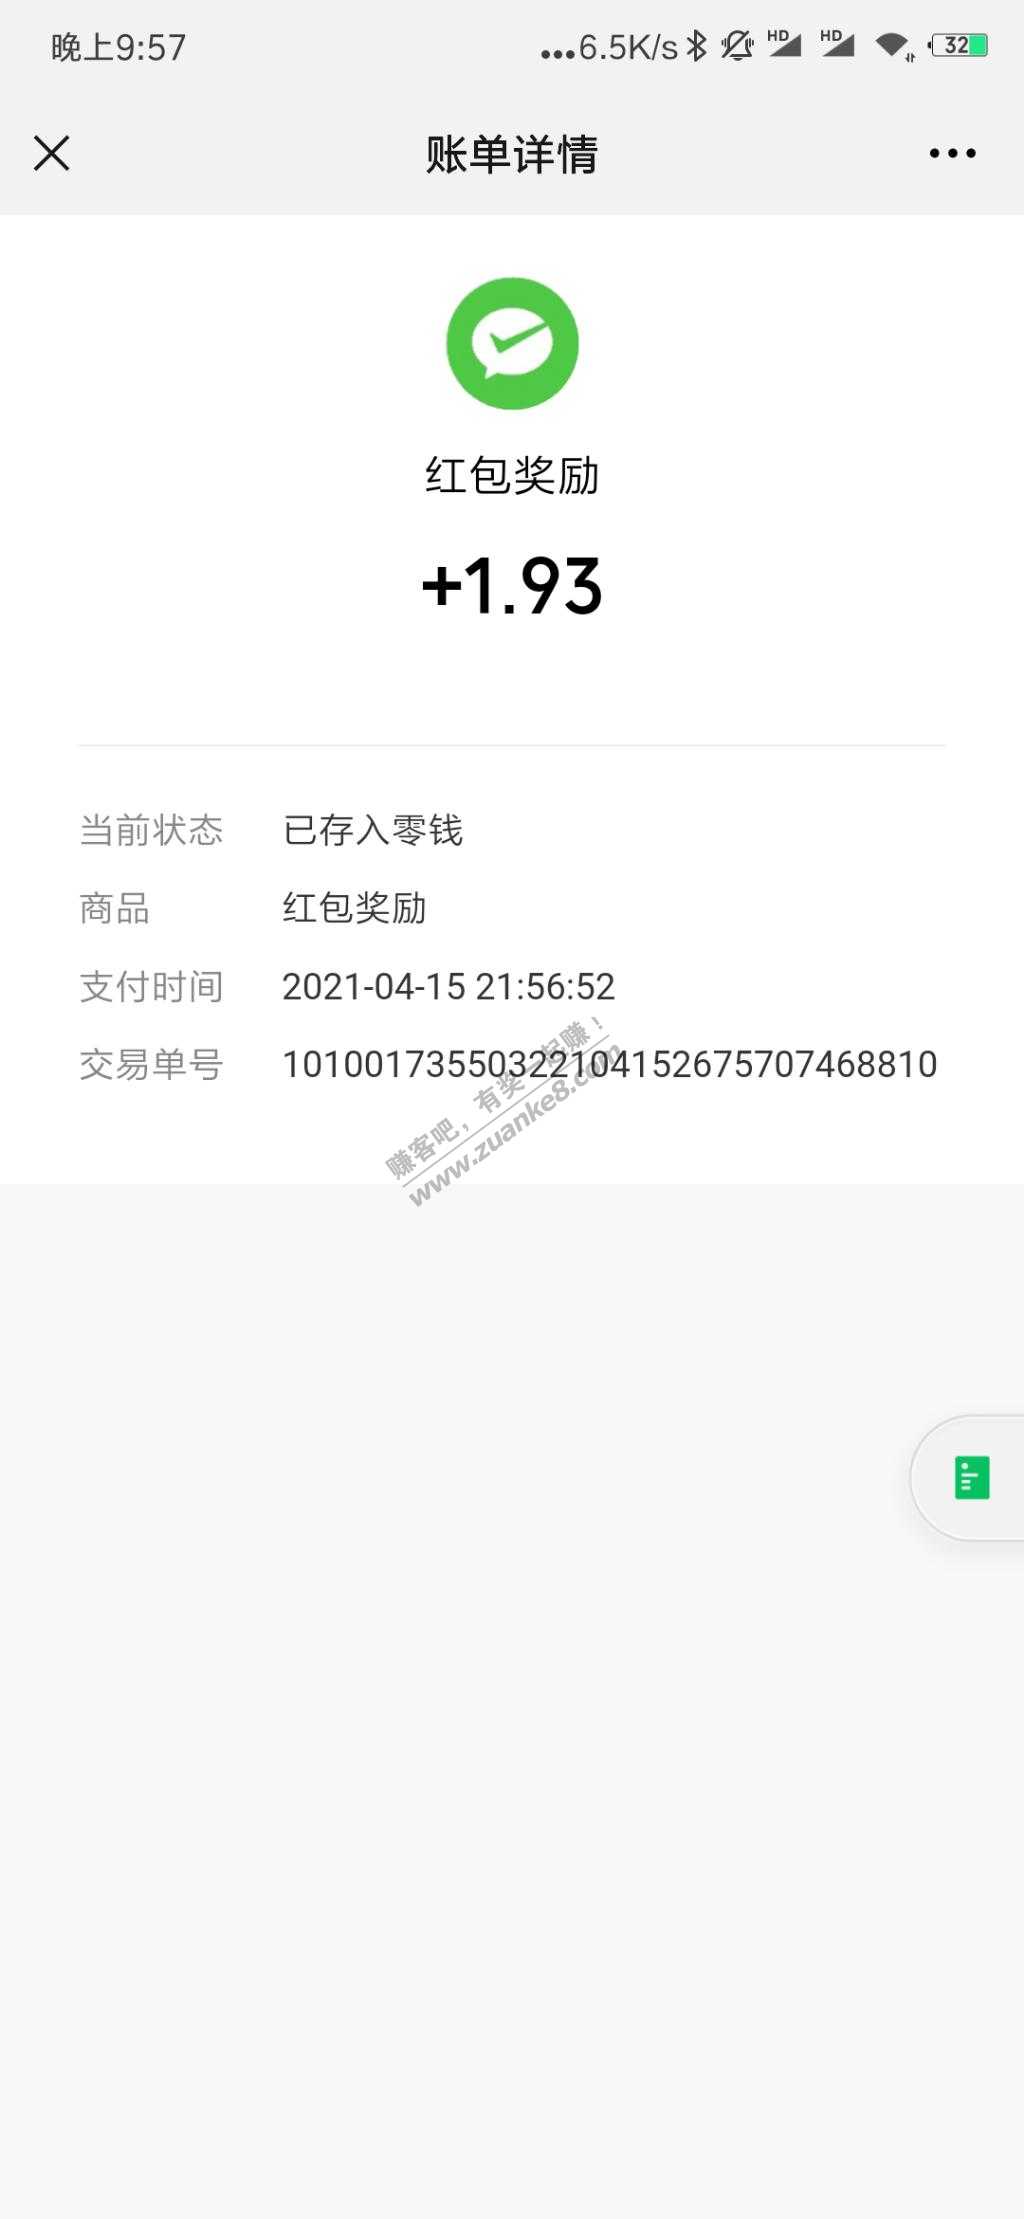 晚上9:57
...6.5K/s HD HD 32
账单详情
红包奖励
+1.93
当前状态 已存入零钱
商品 红包奖励
支付时间 2021-04-15 21:56:52
交易单号 10100173550322104152675707468810
赚客吧，有奖一起赚！
www.zuanke8.com